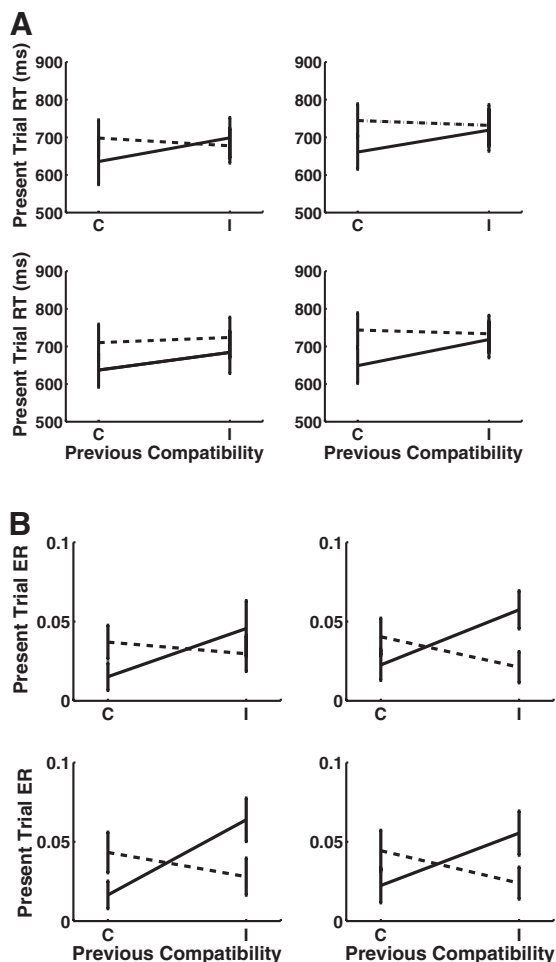 A
Present Trial RT (ms)
900
800
700
600
500
C
I
900
800
700
600
500
C
I
Present Trial RT (ms)
900
800
700
600
500
C
I
Previous Compatibility
900
800
700
600
500
C
I
Previous Compatibility
B
Present Trial ER
0.1
0.05
0
C
I
0.1
0.05
0
C
I
Present Trial ER
0.1
0.05
0
C
I
Previous Compatibility
0.1
0.05
0
C
I
Previous Compatibility